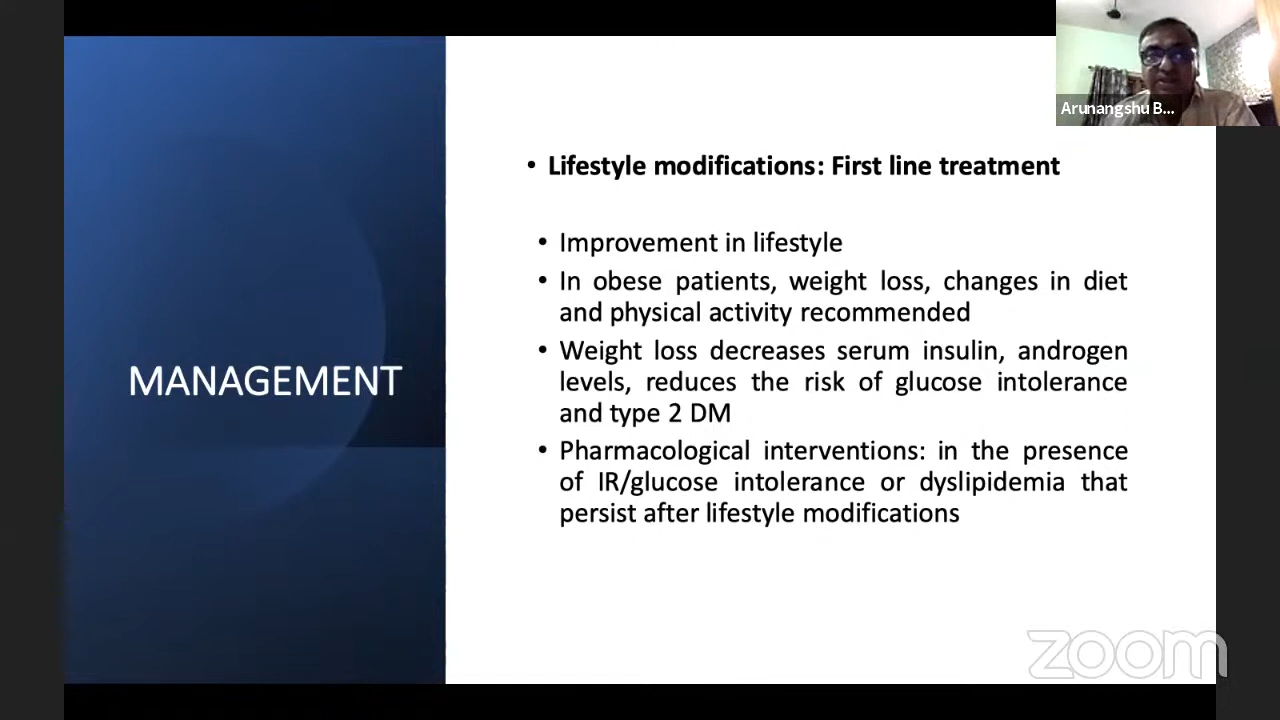 Arunangshu B...
MANAGEMENT
• Lifestyle modifications: First line treatment
• Improvement in lifestyle
• In obese patients, weight loss, changes in diet
and physical activity recommended
• Weight loss decreases serum insulin, androgen
levels, reduces the risk of glucose intolerance
and type 2 DM
• Pharmacological interventions: in the presence
of IR/glucose intolerance or dyslipidemia that
persist after lifestyle modifications
zoom